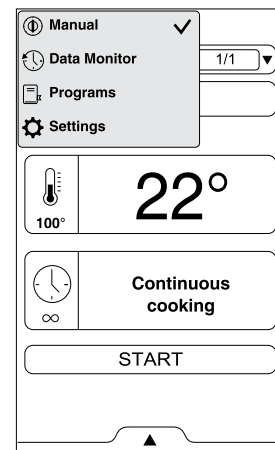 Manual
Data Monitor
1/1
Programs
Settings
100°
22°
Continuous
cooking
∞
START